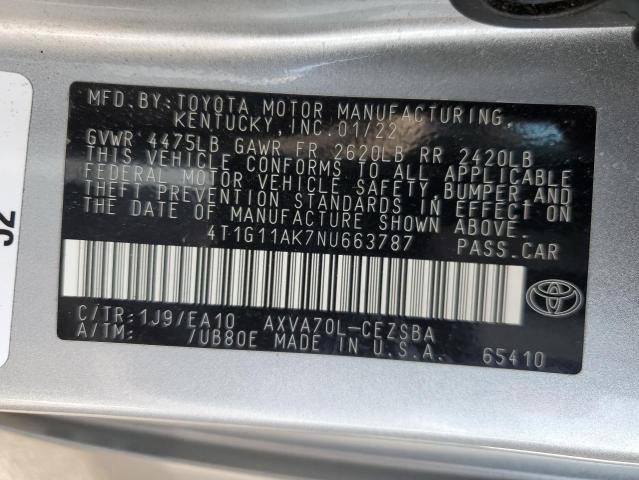 MFD.BY:TOYOTA MOTOR MANUFACTURING,
KENTUCKY,INC.01/22
GVWR 4475LB GAWR FR 2620LB RR 2420LB
THIS VEHICLE CONFORMS TO ALL APPLICABLE
FEDERAL MOTOR VEHICLE SAFETY BUMPER AND
THEFT PREVENTION STANDARDS IN EFFECT ON
THE DATE OF MANUFACTURE SHOWN ABOVE.
4T1G11AK7NU663787 PASS.CAR
C/TR:1J9/EA10 AXVA70L-CEZSBA
A/TM: /UB80E MADE IN U.S.A. 65410